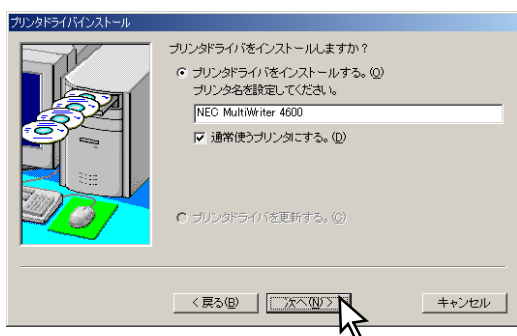 プリンタドライバインストール
プリンタドライバをインストールしますか？
プリンタドライバをインストールする。(O)
プリンタ名を設定してください。
NEC MultiWriter 4600
通常使うプリンタにする。(D)
プリンタドライバを更新する。(C)
< 戻る(B)
次へ(N) >
キャンセル